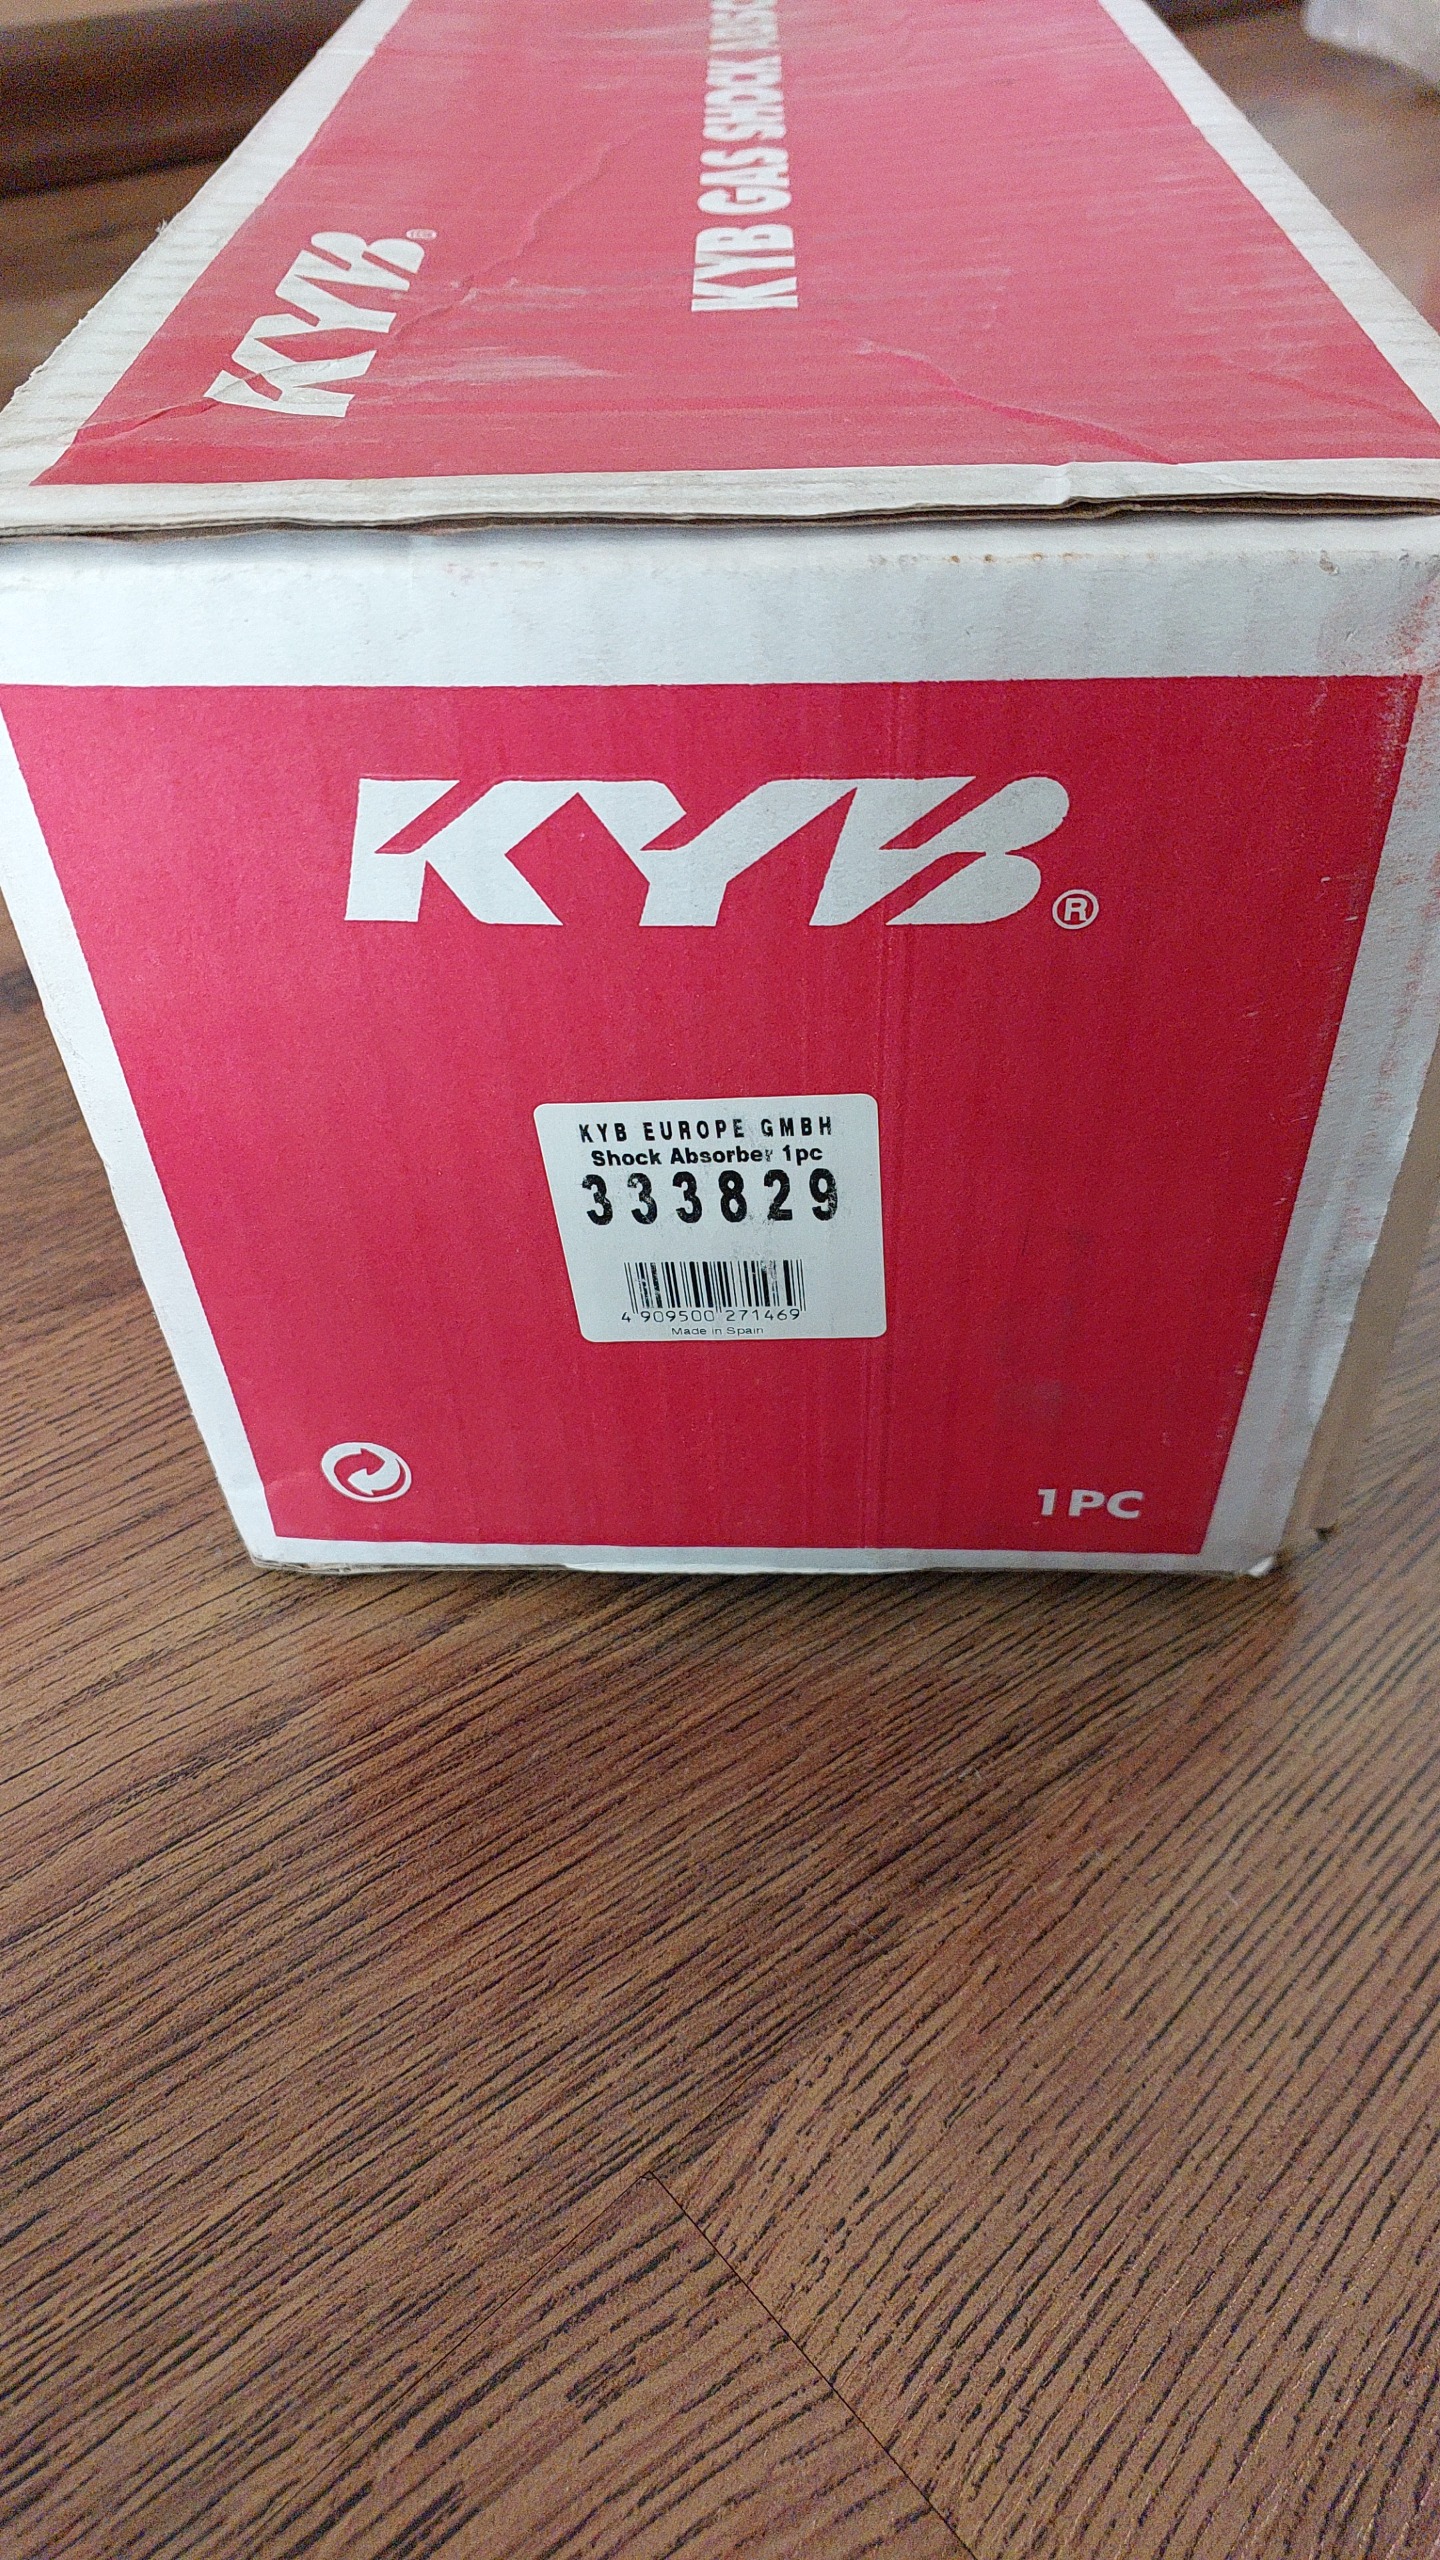 KYB
KYB GAS SHOCK
KYB®
KYB EUROPE GMBH
Shock Absorber 1pc
333829
4 909500 271469
Made in Spain
1PC